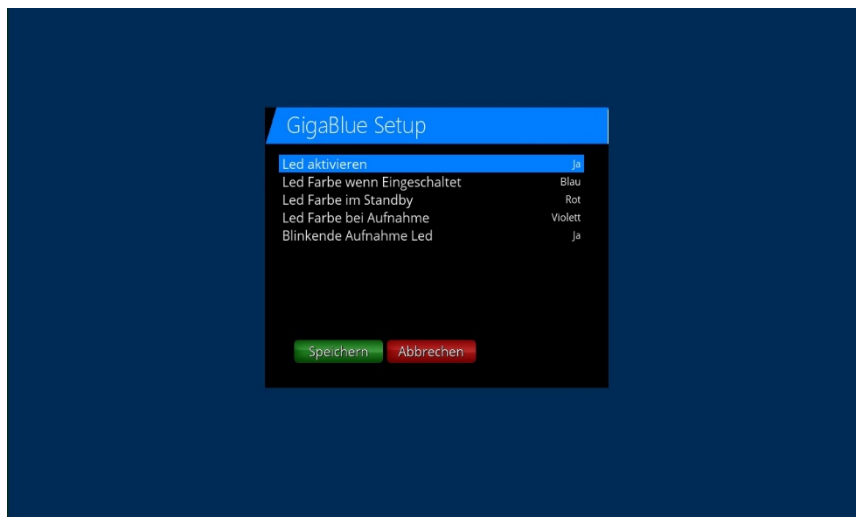 GigaBlue Setup
Led aktivieren Ja
Led Farbe wenn Eingeschaltet Blau
Led Farbe im Standby Rot
Led Farbe bei Aufnahme Violett
Blinkende Aufnahme Led Ja
Speichern Abbrechen